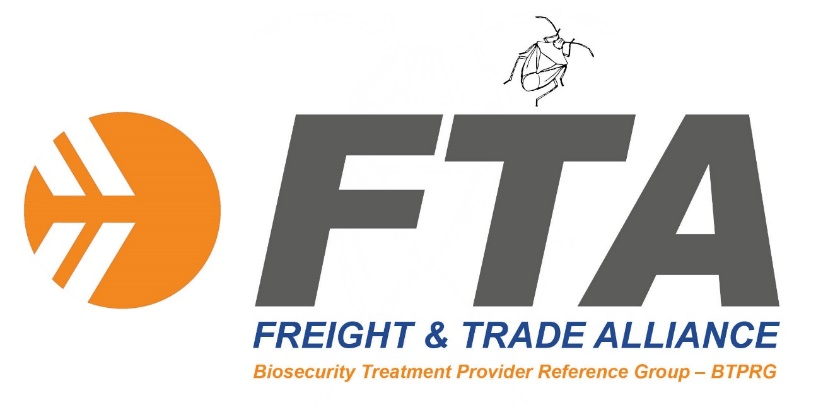 FTA
FREIGHT & TRADE ALLIANCE
Biosecurity Treatment Provider Reference Group – BTPRG